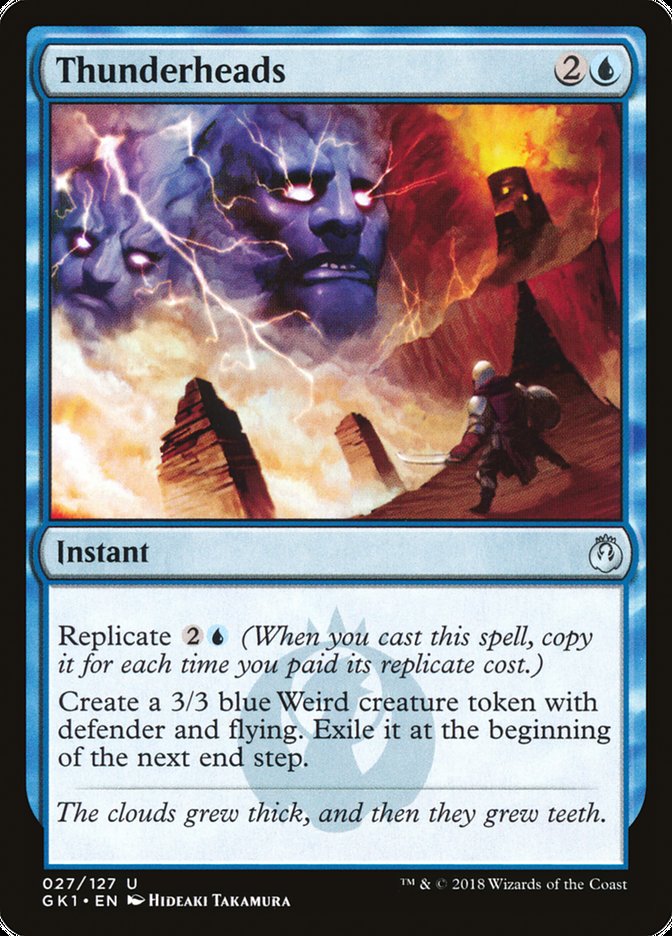 Thunderheads 2
Instant
Replicate 2 (When you cast this spell, copy
it for each time you paid its replicate cost.)
Create a 3/3 blue Weird creature token with
defender and flying. Exile it at the beginning
of the next end step.
The clouds grew thick, and then they grew teeth.
027/127 U
GK1 • EN Hideaki Takamura
™ & © 2018 Wizards of the Coast